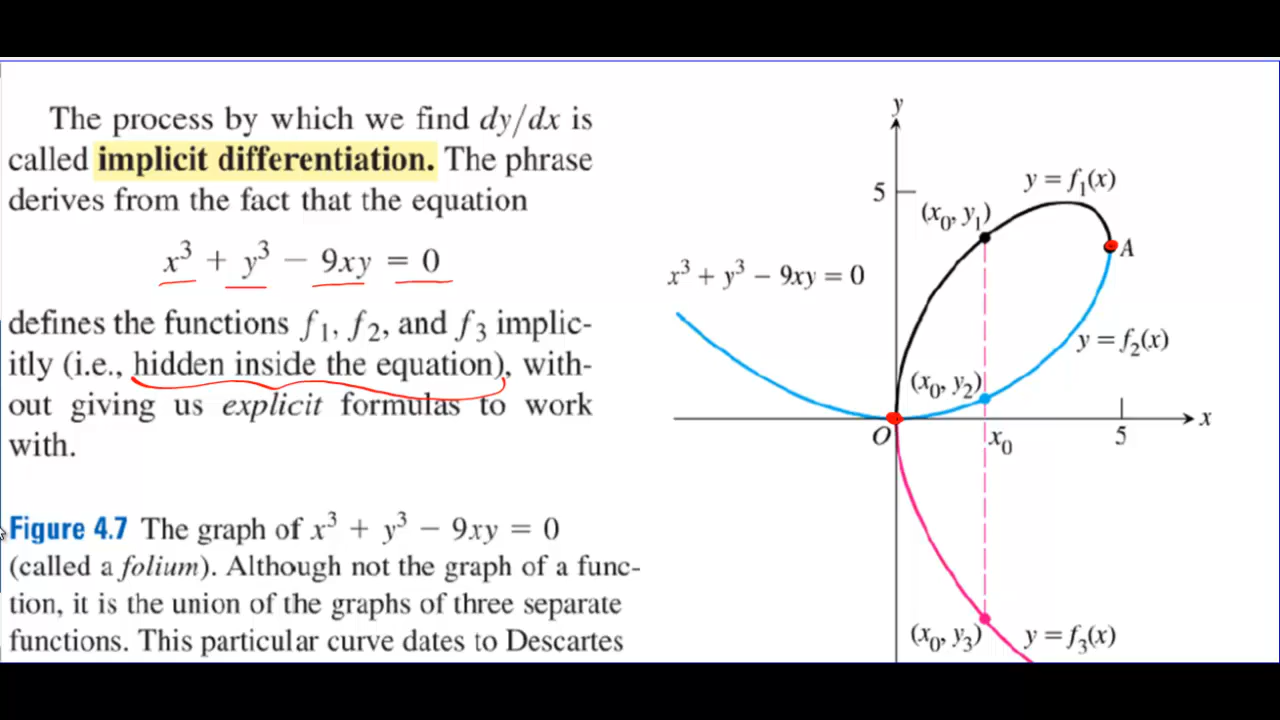 The process by which we find dy/dx is
called implicit differentiation. The phrase
derives from the fact that the equation
x³ + y³ − 9xy = 0
defines the functions f₁, f₂, and f₃ implic-
itly (i.e., hidden inside the equation), with-
out giving us explicit formulas to work
with.
Figure 4.7 The graph of x³ + y³ − 9xy = 0
(called a folium). Although not the graph of a func-
tion, it is the union of the graphs of three separate
functions. This particular curve dates to Descartes
y
5
y = f₁(x)
(x₀, y₁)
A
x³ + y³ − 9xy = 0
y = f₂(x)
(x₀, y₂)
x
O
x₀
5
(x₀, y₃)
y = f₃(x)